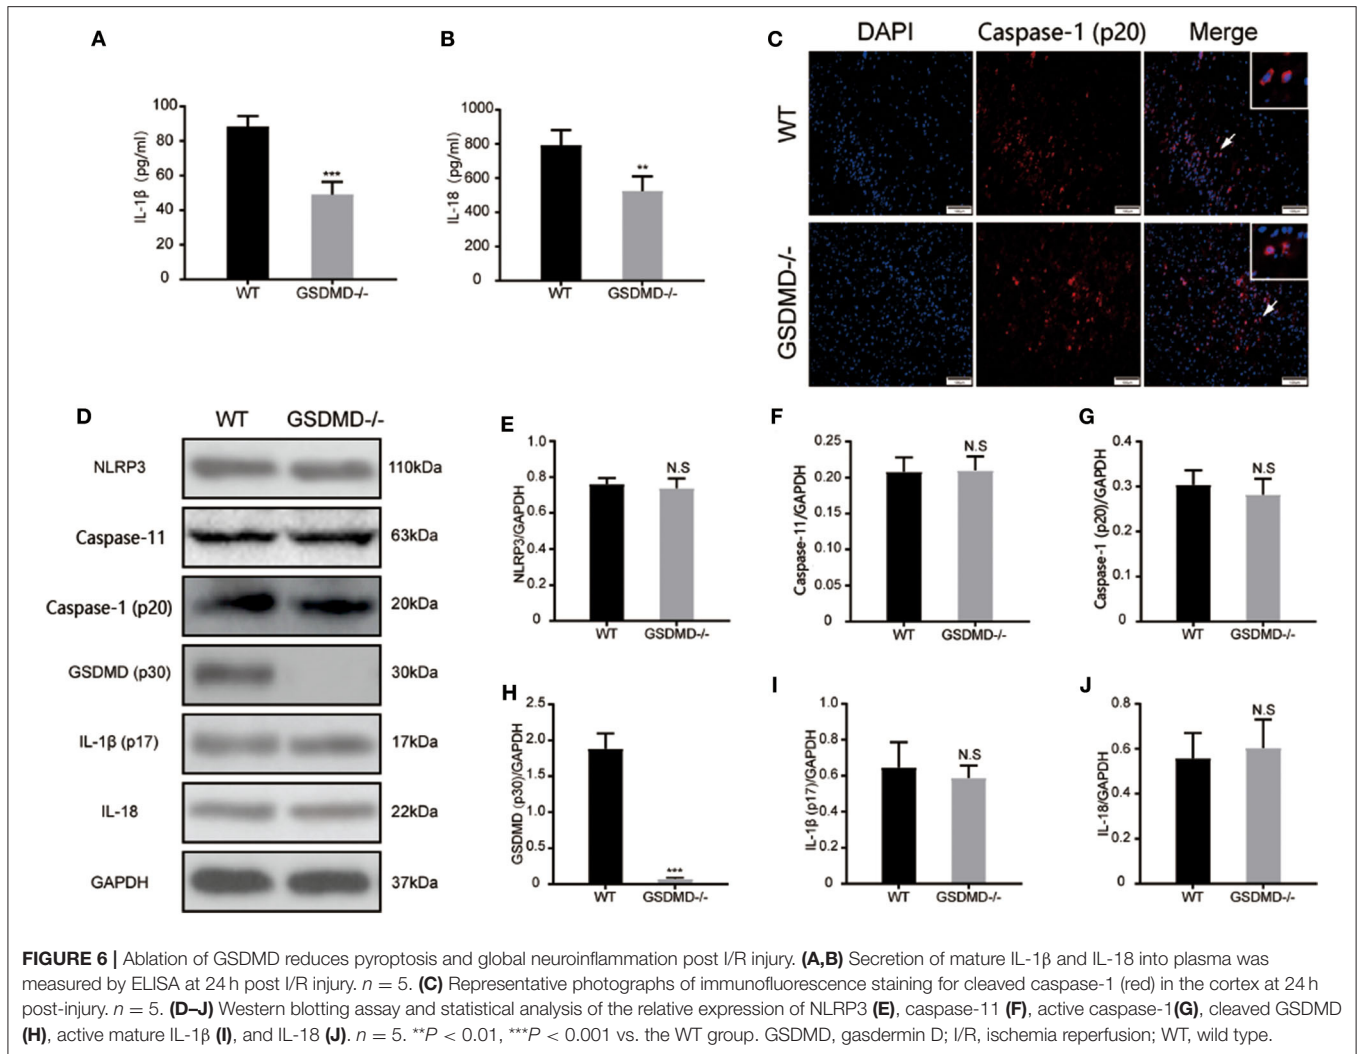 A
IL-1β (pg/ml)
100
80
60
40
20
0
***
WT GSDMD-/-
B
IL-18 (pg/ml)
1000
800
600
400
200
0
**
WT GSDMD-/-
C
DAPI Caspase-1 (p20) Merge
WT
GSDMD-/-
D
WT GSDMD-/-
NLRP3 110kDa
Caspase-11 63kDa
Caspase-1 (p20) 20kDa
GSDMD (p30) 30kDa
IL-1β (p17) 17kDa
IL-18 22kDa
GAPDH 37kDa
E
NLRP3/GAPDH
1.0
0.8
0.6
0.4
0.2
0
N.S
WT GSDMD-/-
F
Caspase-11/GAPDH
0.25
0.20
0.15
0.10
0.05
0.00
N.S
WT GSDMD-/-
G
Caspase-1 (p20)/GAPDH
0.4
0.3
0.2
0.1
0
N.S
WT GSDMD-/-
H
GSDMD (p30)/GAPDH
2.5
2.0
1.5
1.0
0.5
0
***
WT GSDMD-/-
I
IL-1β (p17)/GAPDH
1.0
0.8
0.6
0.4
0.2
0
N.S
WT GSDMD-/-
J
IL-18/GAPDH
0.8
0.6
0.4
0.2
0
N.S
WT GSDMD-/-
FIGURE 6 | Ablation of GSDMD reduces pyroptosis and global neuroinflammation post I/R injury. (A,B) Secretion of mature IL-1β and IL-18 into plasma was
measured by ELISA at 24 h post I/R injury. n = 5. (C) Representative photographs of immunofluorescence staining for cleaved caspase-1 (red) in the cortex at 24 h
post-injury. n = 5. (D–J) Western blotting assay and statistical analysis of the relative expression of NLRP3 (E), caspase-11 (F), active caspase-1(G), cleaved GSDMD
(H), active mature IL-1β (I), and IL-18 (J). n = 5. **P < 0.01, ***P < 0.001 vs. the WT group. GSDMD, gasdermin D; I/R, ischemia reperfusion; WT, wild type.